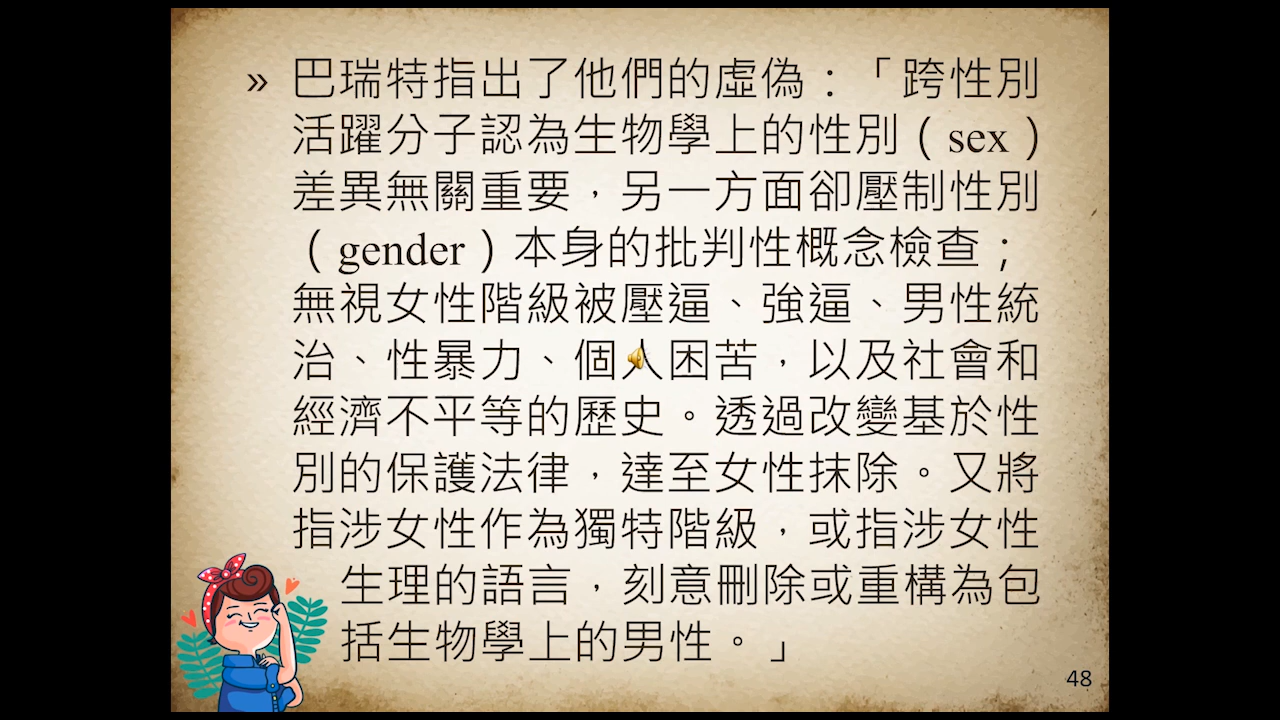 » 巴瑞特指出了他們的虛偽：「跨性別
活躍分子認為生物學上的性別（sex）
差異無關重要，另一方面卻壓制性別
（gender）本身的批判性概念檢查；
無視女性階級被壓逼、強逼、男性統
治、性暴力、個人困苦，以及社會和
經濟不平等的歷史。透過改變基於性
別的保護法律，達至女性抹除。又將
指涉女性作為獨特階級，或指涉女性
生理的語言，刻意刪除或重構為包
括生物學上的男性。」
48